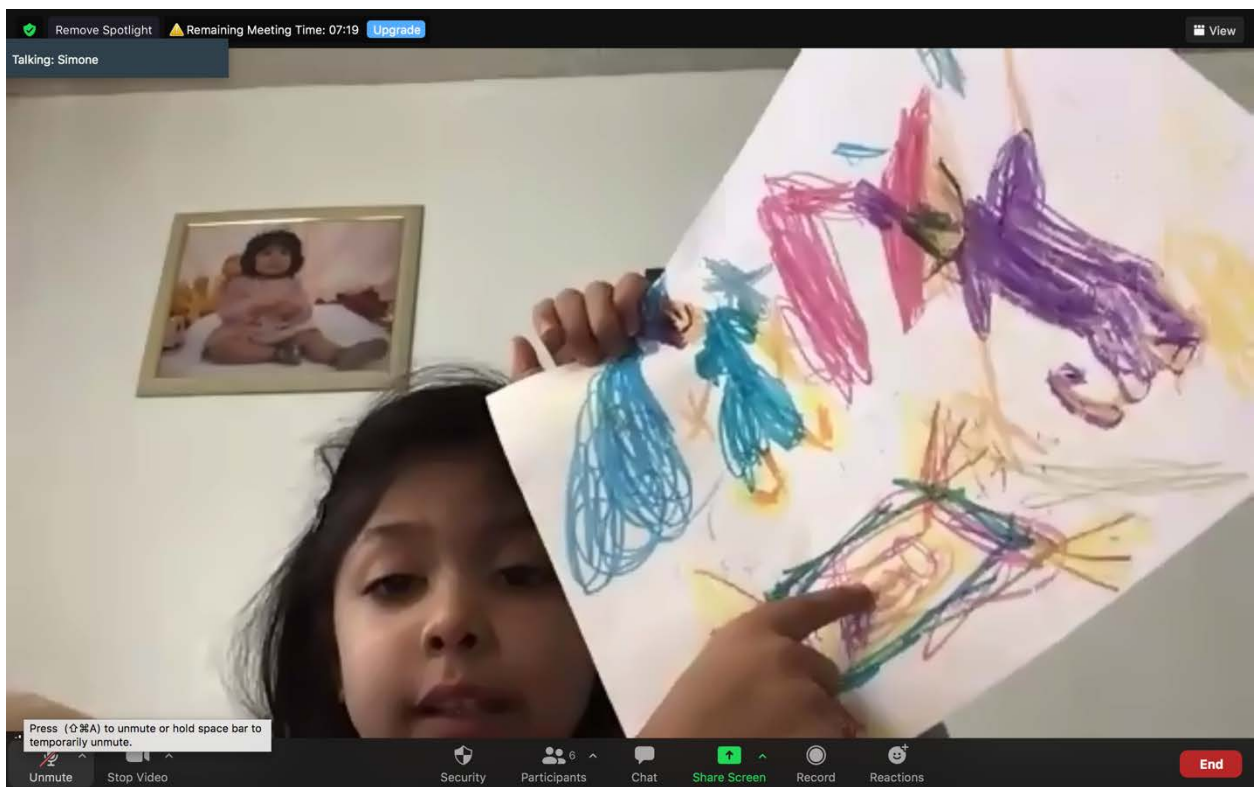 Remove Spotlight
Remaining Meeting Time: 07:19
Upgrade
View
Talking: Simone
Press (⇧⌘A) to unmute or hold space bar to
temporarily unmute.
Unmute
Stop Video
Security
6
Participants
Chat
Share Screen
Record
Reactions
End